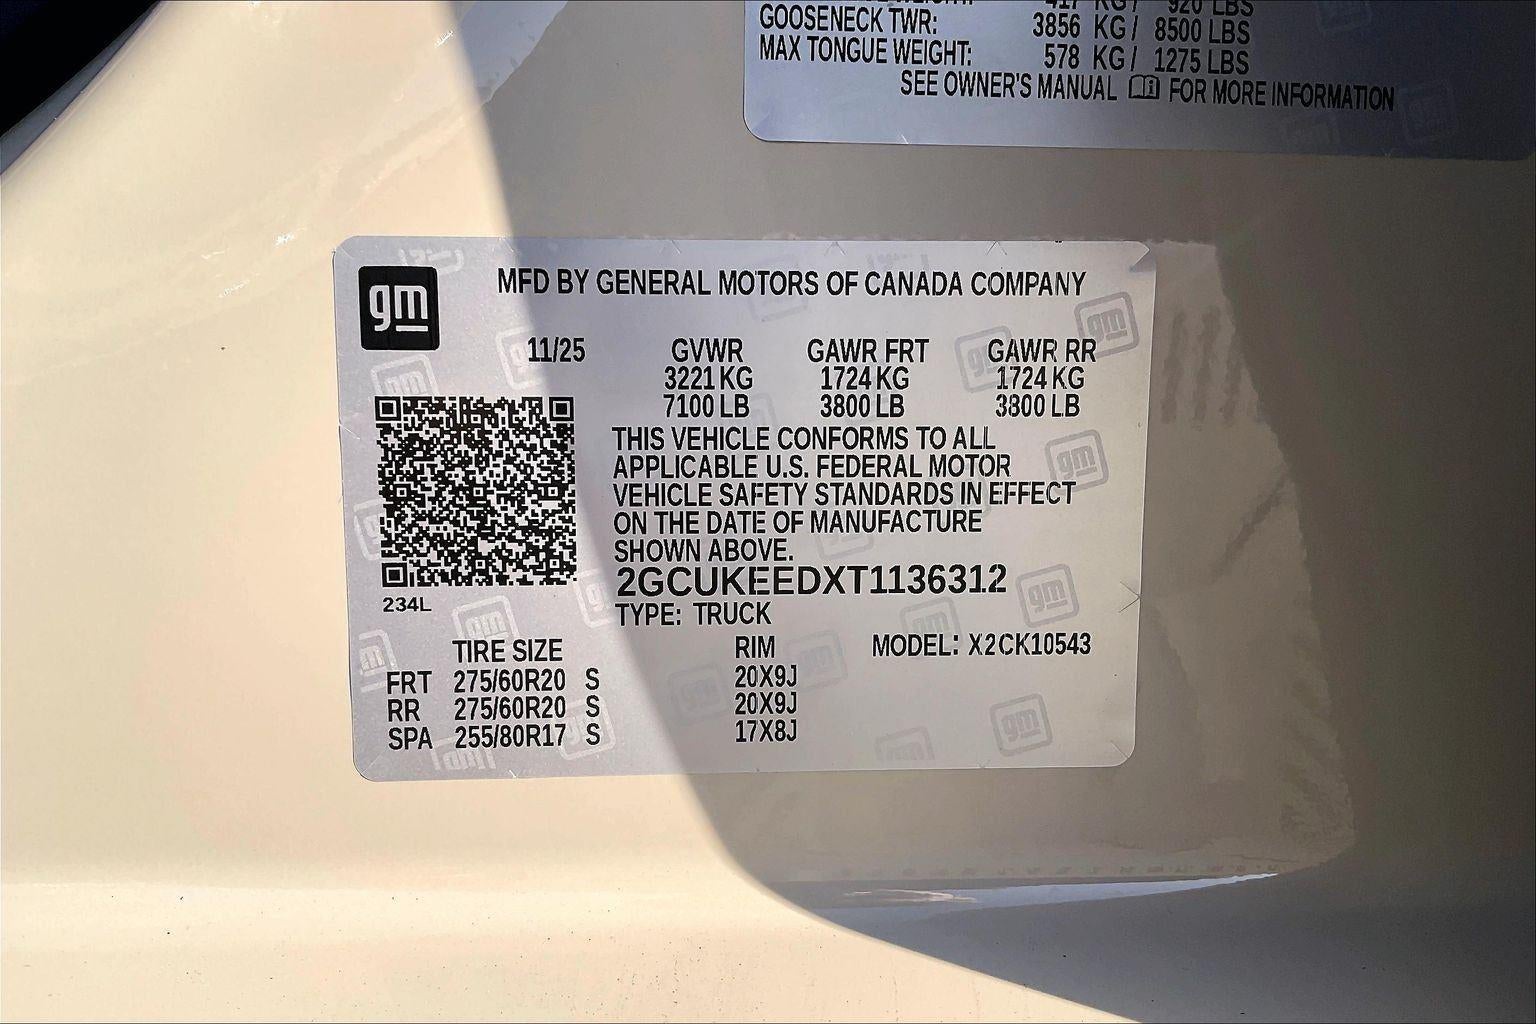 417 KG / 920 LBS
GOOSENECK TWR: 3856 KG / 8500 LBS
MAX TONGUE WEIGHT: 578 KG / 1275 LBS
SEE OWNER'S MANUAL FOR MORE INFORMATION
gm
MFD BY GENERAL MOTORS OF CANADA COMPANY
11/25 GVWR GAWR FRT GAWR RR
3221 KG 1724 KG 1724 KG
7100 LB 3800 LB 3800 LB
THIS VEHICLE CONFORMS TO ALL
APPLICABLE U.S. FEDERAL MOTOR
VEHICLE SAFETY STANDARDS IN EFFECT
ON THE DATE OF MANUFACTURE
SHOWN ABOVE.
2GCUKEEDXT1136312
234L
TYPE: TRUCK
TIRE SIZE RIM MODEL: X2CK10543
FRT 275/60R20 S 20X9J
RR 275/60R20 S 20X9J
SPA 255/80R17 S 17X8J